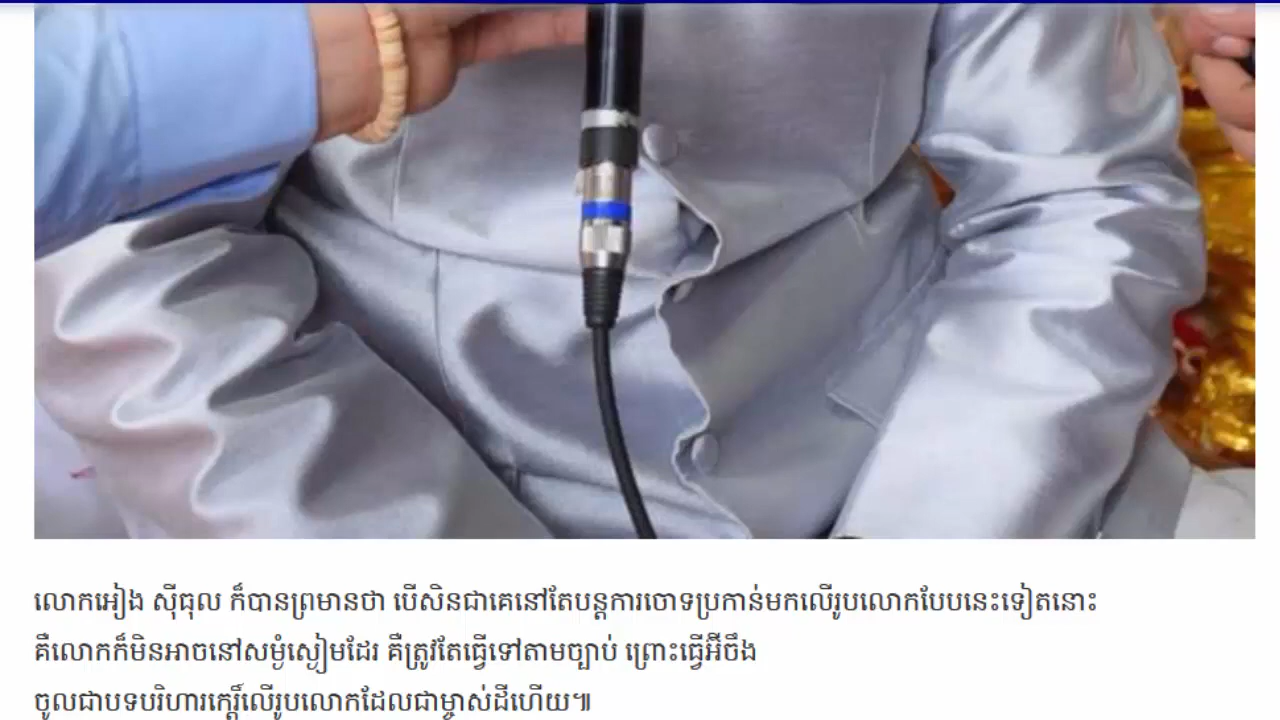 លោកអៀង ស៊ីធុល ក៏បានព្រមានថា បើសិនជាគេនៅតែបន្តការចោទប្រកាន់មកលើរូបលោកបែបនេះទៀតនោះ
គឺលោកក៏មិនអាចនៅសម្ងំស្ងៀមដែរ គឺត្រូវតែធ្វើទៅតាមច្បាប់ ព្រោះធ្វើអ៊ីចឹង
ចូលជាបទបរិហារកេរ្តិ៍លើរូបលោកដែលជាម្ចាស់ដីហើយ៕